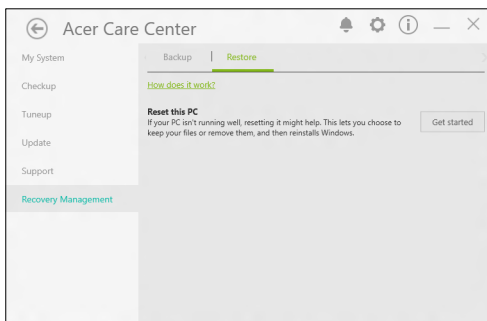 Acer Care Center
My System
Checkup
Tuneup
Update
Support
Recovery Management
Backup
Restore
How does it work?
Reset this PC
If your PC isn't running well, resetting it might help. This lets you choose to
keep your files or remove them, and then reinstalls Windows.
Get started